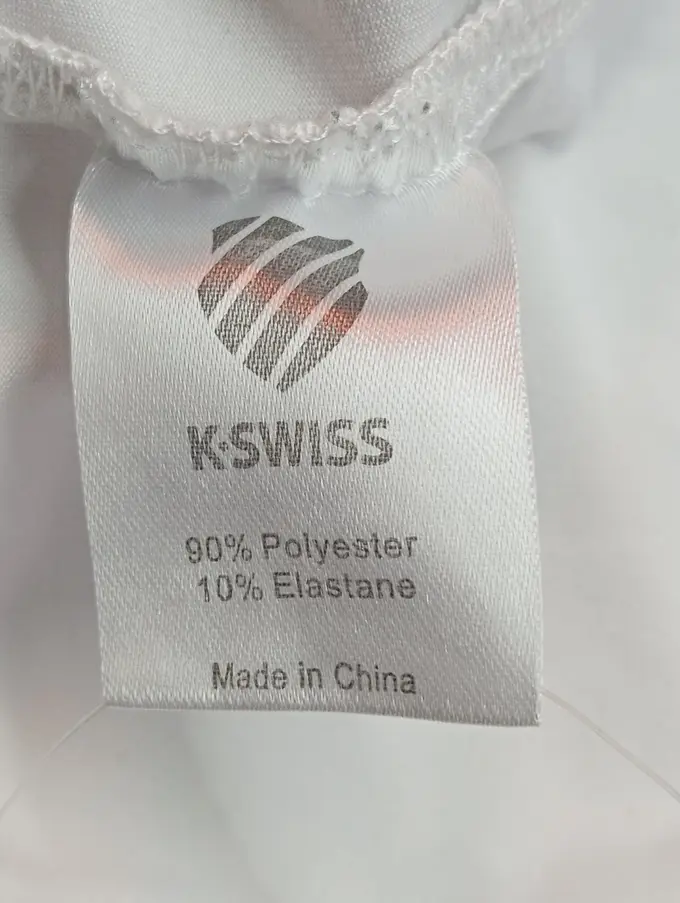 K·SWISS
90% Polyester
10% Elastane
Made in China